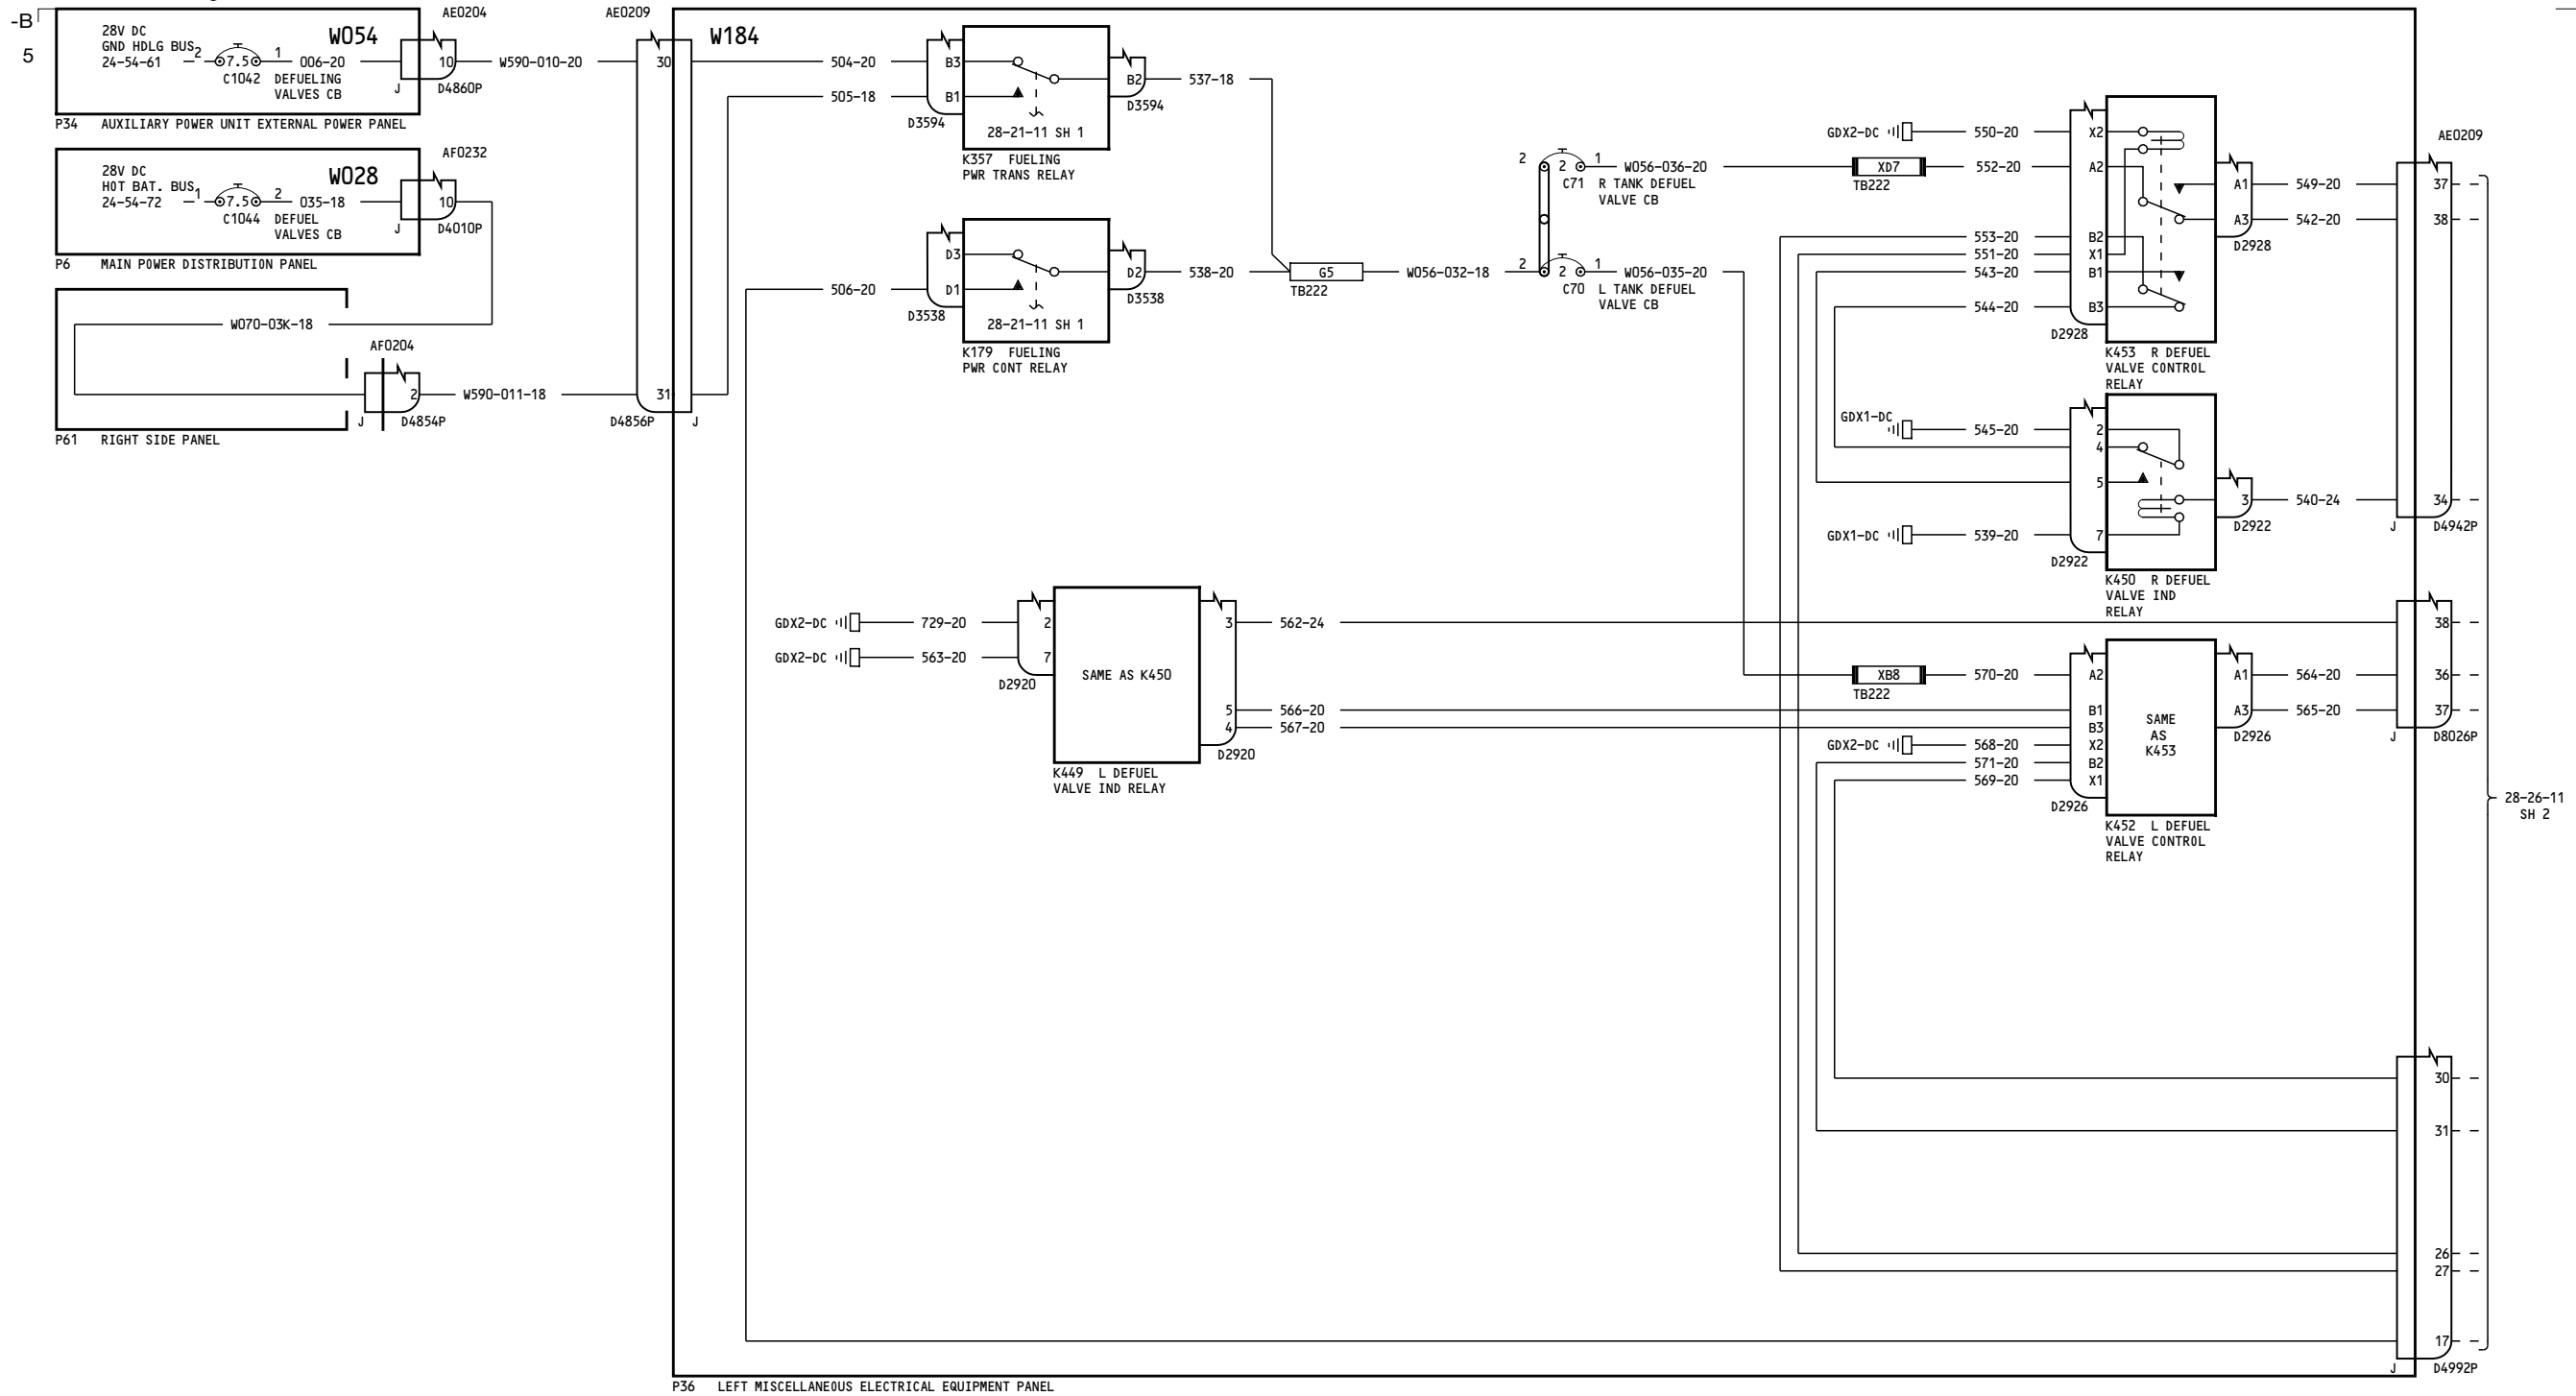 -B
5
28V DC
GND HDLG BUS
24-54-61
2
7.5
1
C1042
DEFUELING
VALVES CB
W054
006-20
AE0204
10
J
D4860P
P34 AUXILIARY POWER UNIT EXTERNAL POWER PANEL
W590-010-20
AE0209
30
28V DC
HOT BAT. BUS
24-54-72
1
7.5
2
C1044
DEFUEL
VALVES CB
W028
035-18
AF0232
10
J
D4010P
P6 MAIN POWER DISTRIBUTION PANEL
W070-03K-18
AF0204
2
J
D4854P
W590-011-18
31
D4856P
J
P61 RIGHT SIDE PANEL
W184
504-20
505-18
B3
B1
D3594
28-21-11 SH 1
B2
D3594
K357 FUELING
PWR TRANS RELAY
537-18
506-20
D3
D1
D3538
28-21-11 SH 1
D2
D3538
K179 FUELING
PWR CONT RELAY
538-20
G5
TB222
W056-032-18
2
2
1
C71 R TANK DEFUEL
VALVE CB
W056-036-20
2
2
1
C70 L TANK DEFUEL
VALVE CB
W056-035-20
XD7
TB222
GDX2-DC
550-20
552-20
553-20
551-20
543-20
544-20
X2
A2
B2
X1
B1
B3
D2928
A1
A3
D2928
K453 R DEFUEL
VALVE CONTROL
RELAY
549-20
542-20
AE0209
37
38
34
J
D4942P
GDX1-DC
545-20
GDX1-DC
539-20
2
4
5
7
D2922
3
D2922
540-24
K450 R DEFUEL
VALVE IND
RELAY
GDX2-DC
729-20
GDX2-DC
563-20
2
7
D2920
SAME AS K450
3
5
4
D2920
K449 L DEFUEL
VALVE IND RELAY
562-24
566-20
567-20
XB8
TB222
570-20
GDX2-DC
568-20
571-20
569-20
A2
B1
B3
X2
B2
X1
D2926
SAME
AS
K453
A1
A3
D2926
K452 L DEFUEL
VALVE CONTROL
RELAY
564-20
565-20
38
36
37
J
D8026P
28-26-11
SH 2
30
31
26
27
17
J
D4992P
P36 LEFT MISCELLANEOUS ELECTRICAL EQUIPMENT PANEL